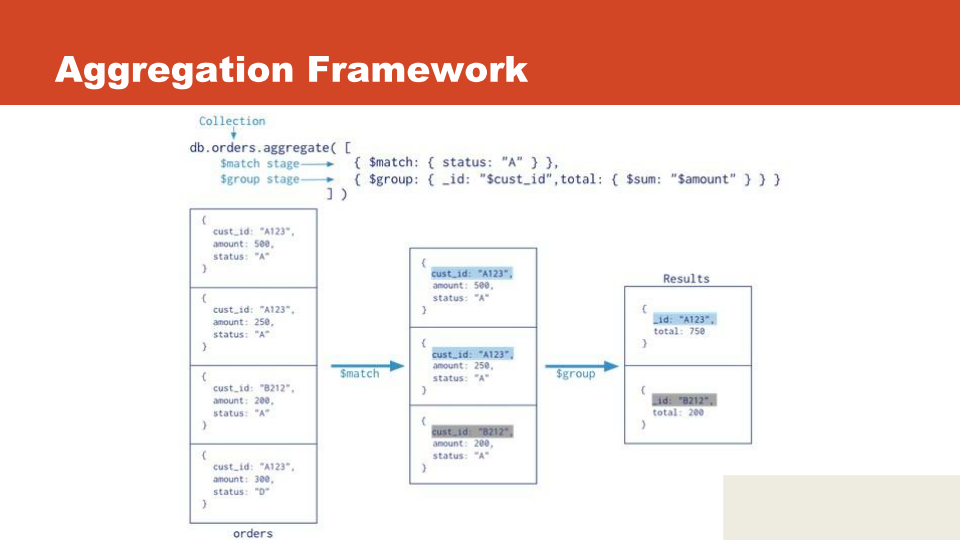 Aggregation Framework
Collection
db.orders.aggregate( [
$match stage
{ $match: { status: "A" } },
$group stage
{ $group: { _id: "$cust_id",total: { $sum: "$amount" } } }
] )
{
cust_id: "A123",
amount: 500,
status: "A"
}
{
cust_id: "A123",
amount: 250,
status: "A"
}
{
cust_id: "B212",
amount: 200,
status: "A"
}
{
cust_id: "A123",
amount: 300,
status: "D"
}
orders
$match
{
cust_id: "A123",
amount: 500,
status: "A"
}
{
cust_id: "A123",
amount: 250,
status: "A"
}
{
cust_id: "B212",
amount: 200,
status: "A"
}
$group
Results
{
_id: "A123",
total: 750
}
{
_id: "B212",
total: 200
}